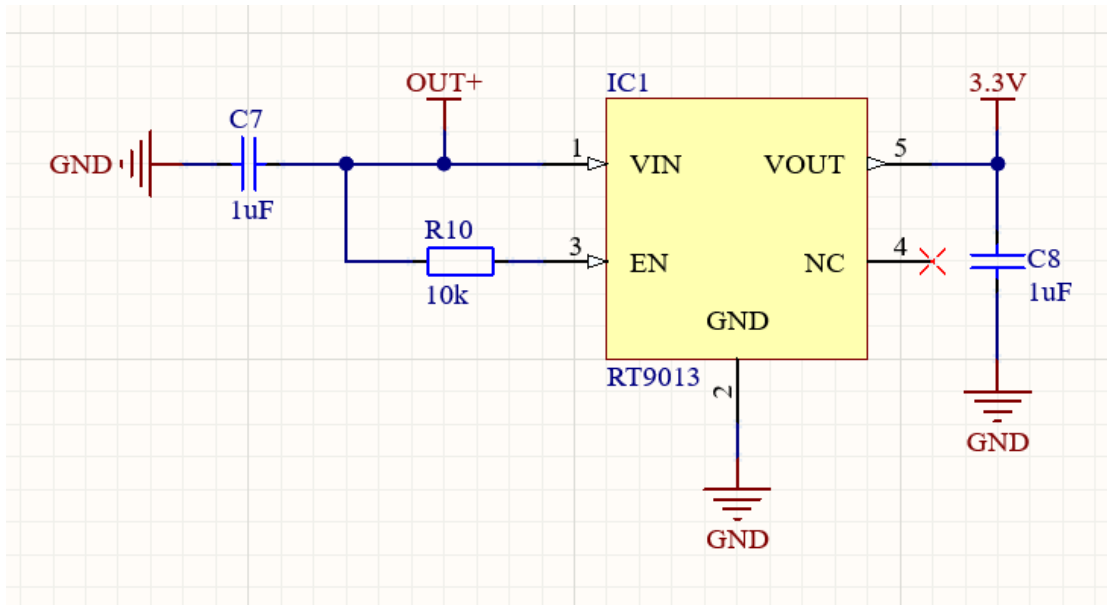 OUT+
IC1
3.3V
C7
GND
1uF
1
VIN
VOUT
5
R10
10k
3
EN
NC
4
C8
1uF
GND
RT9013
2
GND
GND